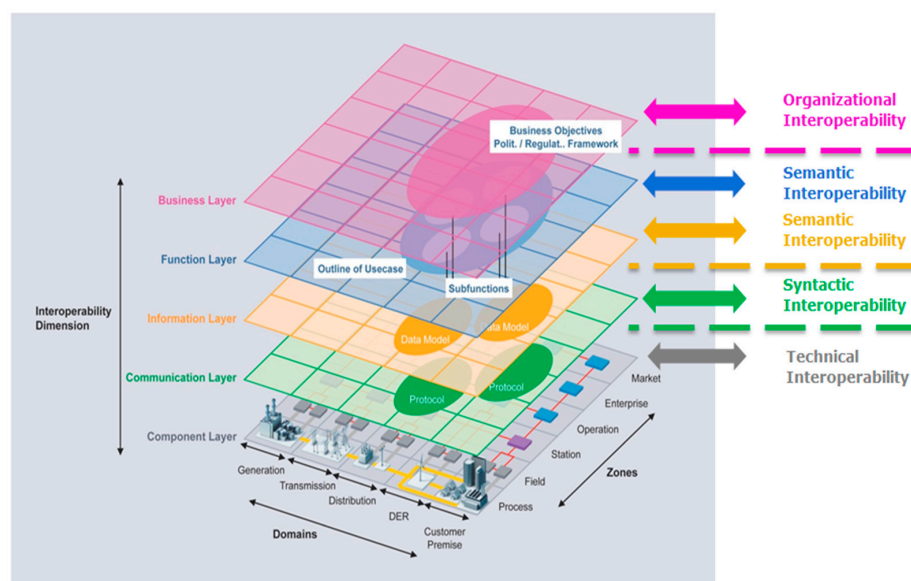 Organizational
Interoperability
Business Objectives
Polit. / Regulat.. Framework
Semantic
Interoperability
Business Layer
Semantic
Interoperability
Function Layer
Outline of Usecase
Subfunctions
Syntactic
Interoperability
Interoperability
Dimension
Information Layer
Data Model
Data Model
Technical
Interoperability
Communication Layer
Protocol
Protocol
Market
Enterprise
Operation
Station
Field
Process
Zones
Component Layer
Generation
Transmission
Distribution
DER
Customer
Premise
Domains